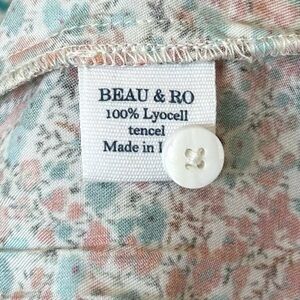 BEAU & RO
100% Lyocell
tencel
Made in